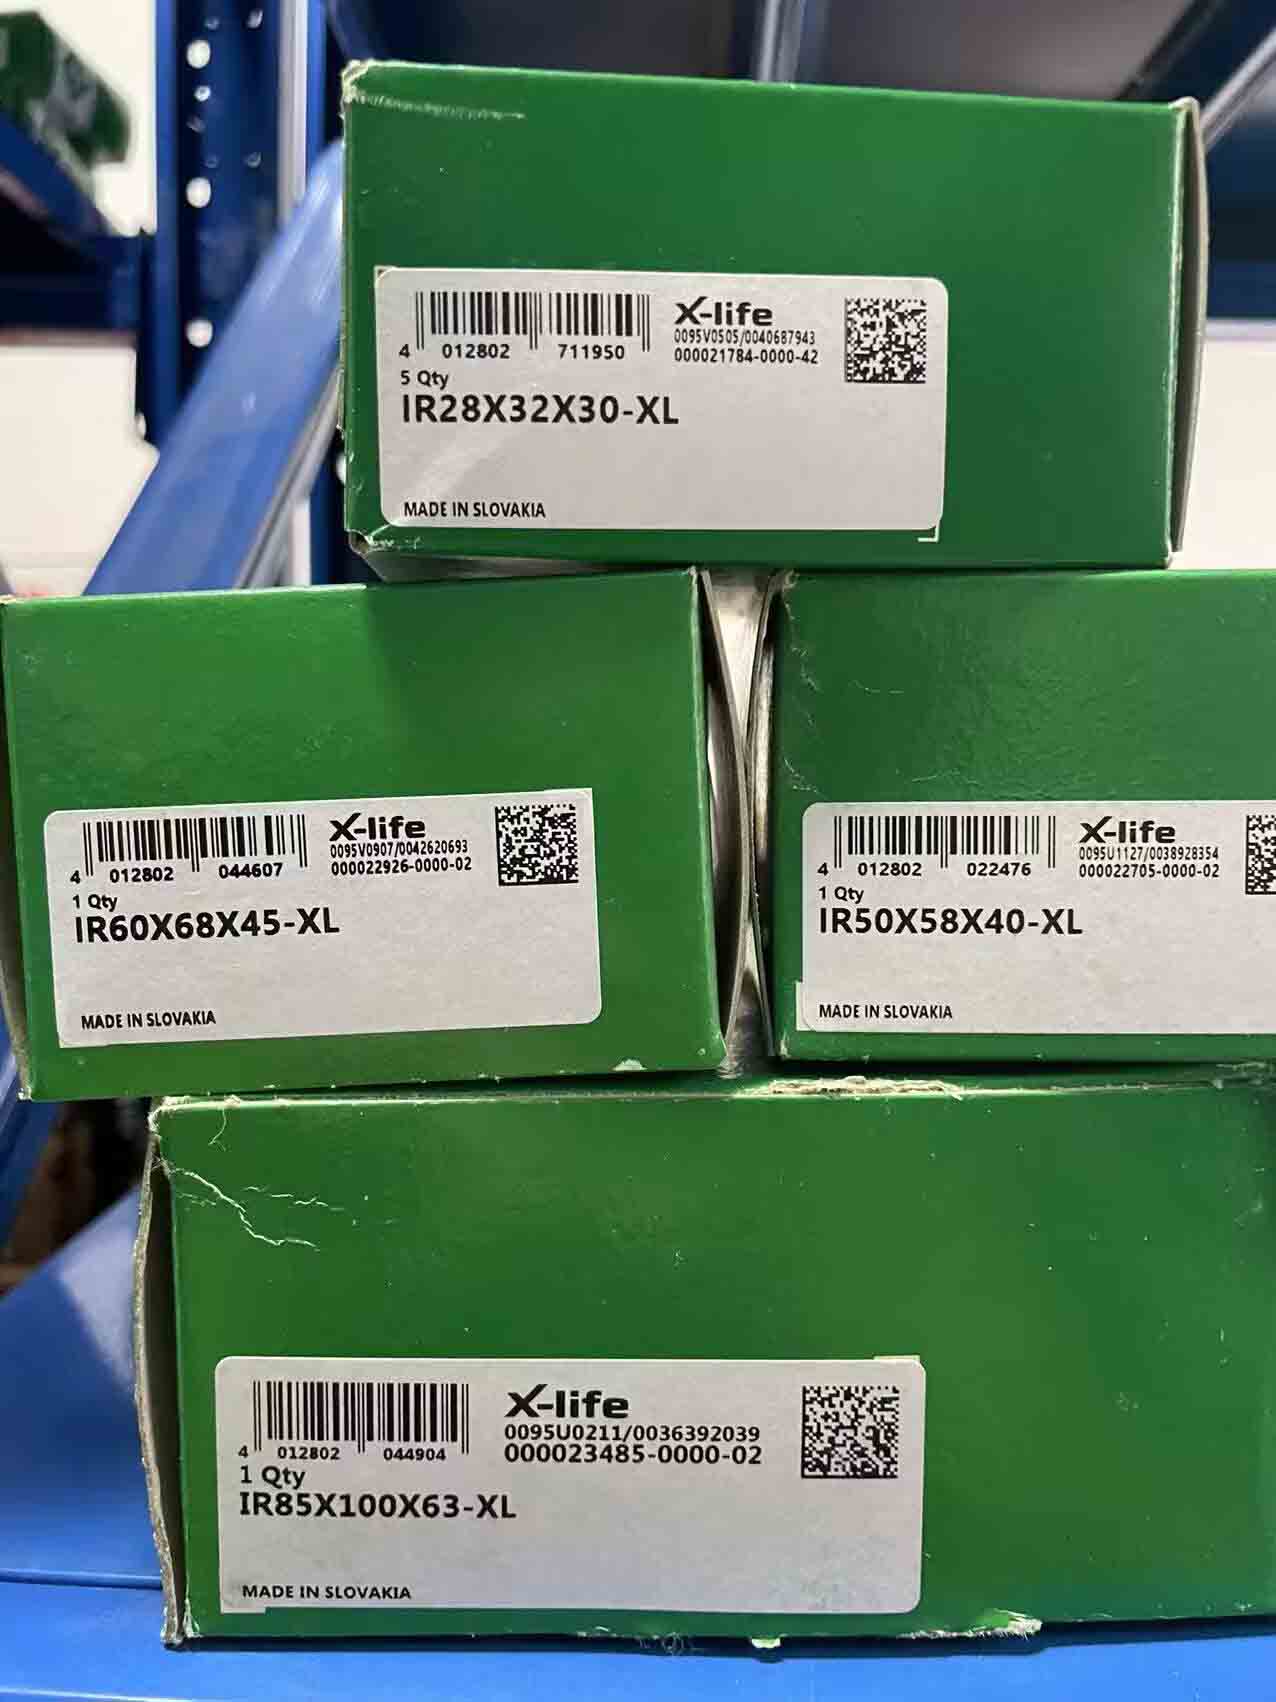 X-life
0095V0505/0040687943
000021784-0000-42
4 012802 711950
5 Qty
IR28X32X30-XL
MADE IN SLOVAKIA
X-life
0095V0907/0042620693
000022926-0000-02
4 012802 044607
1 Qty
IR60X68X45-XL
MADE IN SLOVAKIA
X-life
0095U1127/0038928354
000022705-0000-02
4 012802 022476
1 Qty
IR50X58X40-XL
MADE IN SLOVAKIA
X-life
0095U0211/0036392039
000023485-0000-02
4 012802 044904
1 Qty
IR85X100X63-XL
MADE IN SLOVAKIA